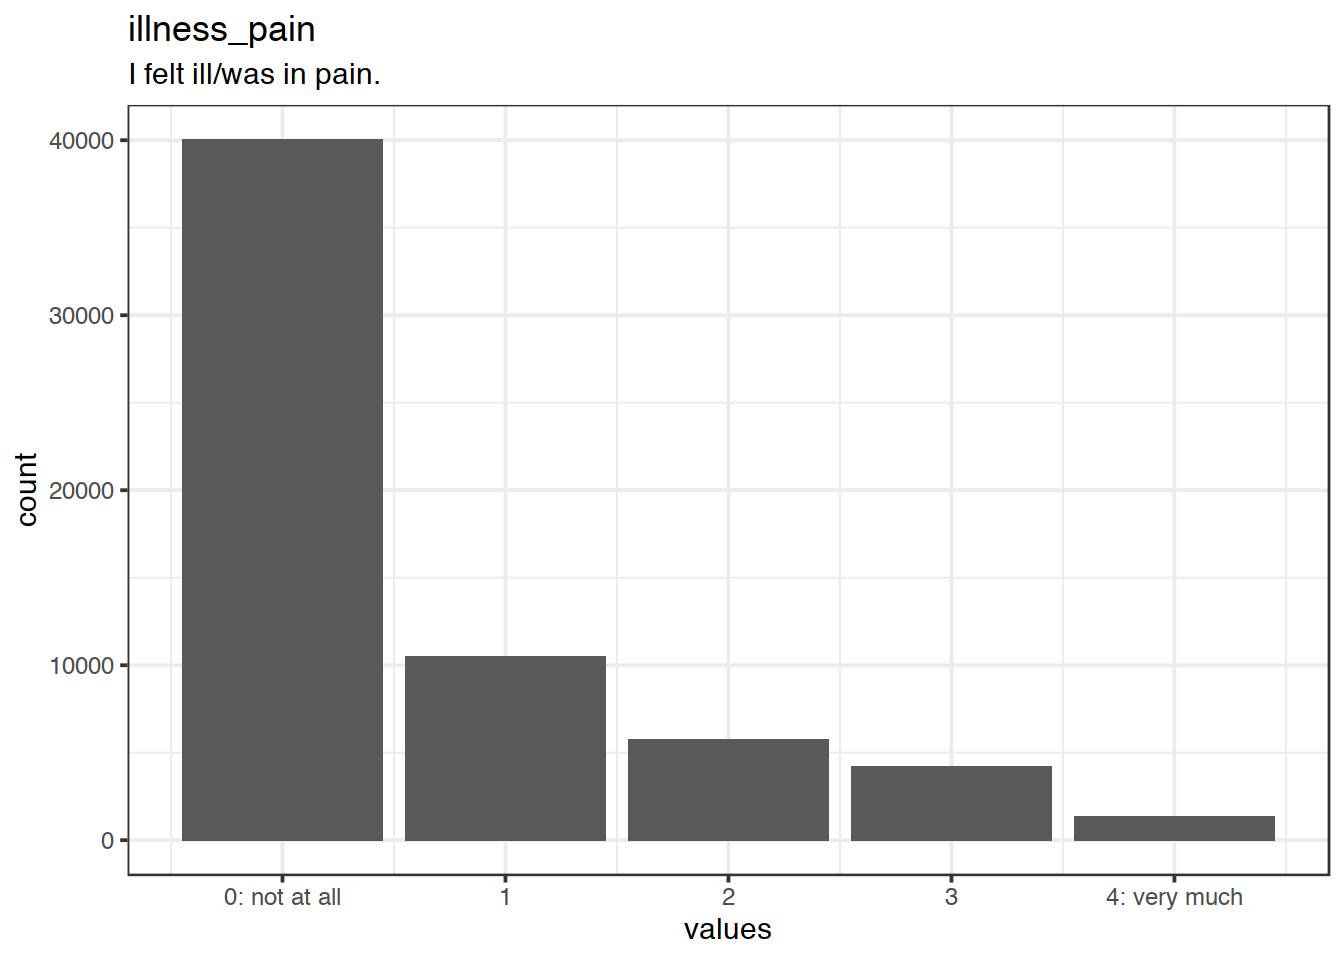 illness_pain
I felt ill/was in pain.
count
40000
30000
20000
10000
0
0: not at all
1
2
3
4: very much
values